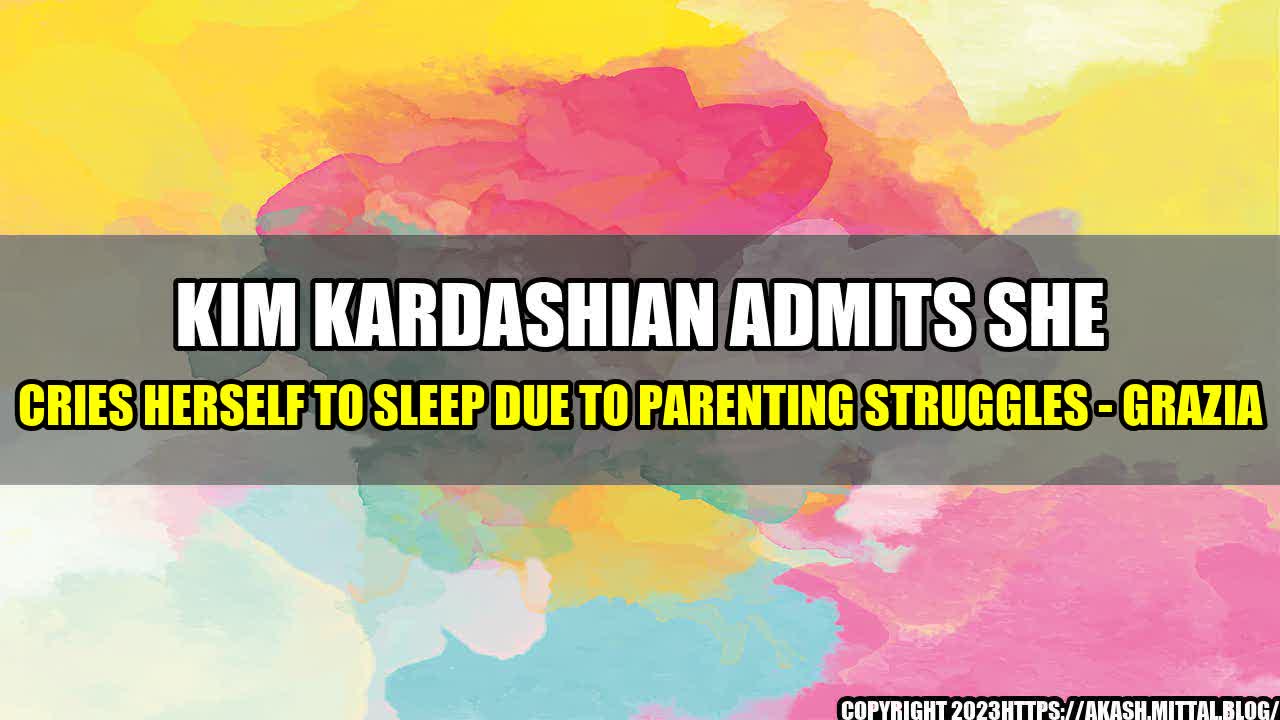 KIM KARDASHIAN ADMITS SHE
CRIES HERSELF TO SLEEP DUE TO PARENTING STRUGGLES - GRAZIA
COPYRIGHT 2023HTTPS://AKASH.MITTAL.BLOG/